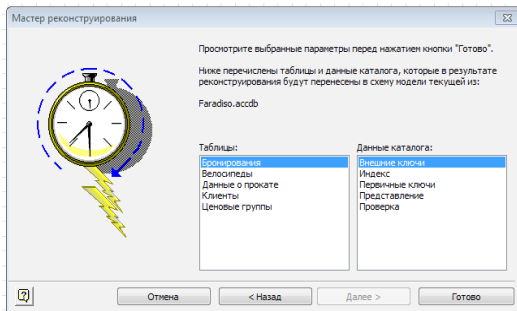 Мастер реконструирования
Просмотрите выбранные параметры перед нажатием кнопки "Готово".
Ниже перечислены таблицы и данные каталога, которые в результате
реконструирования будут перенесены в схему модели текущей из:
Faradiso.accdb
Таблицы:
Бронирования
Велосипеды
Данные о прокате
Клиенты
Ценовые группы
Данные каталога:
Внешние ключи
Индекс
Первичные ключи
Представление
Проверка
Отмена
< Назад
Далее >
Готово